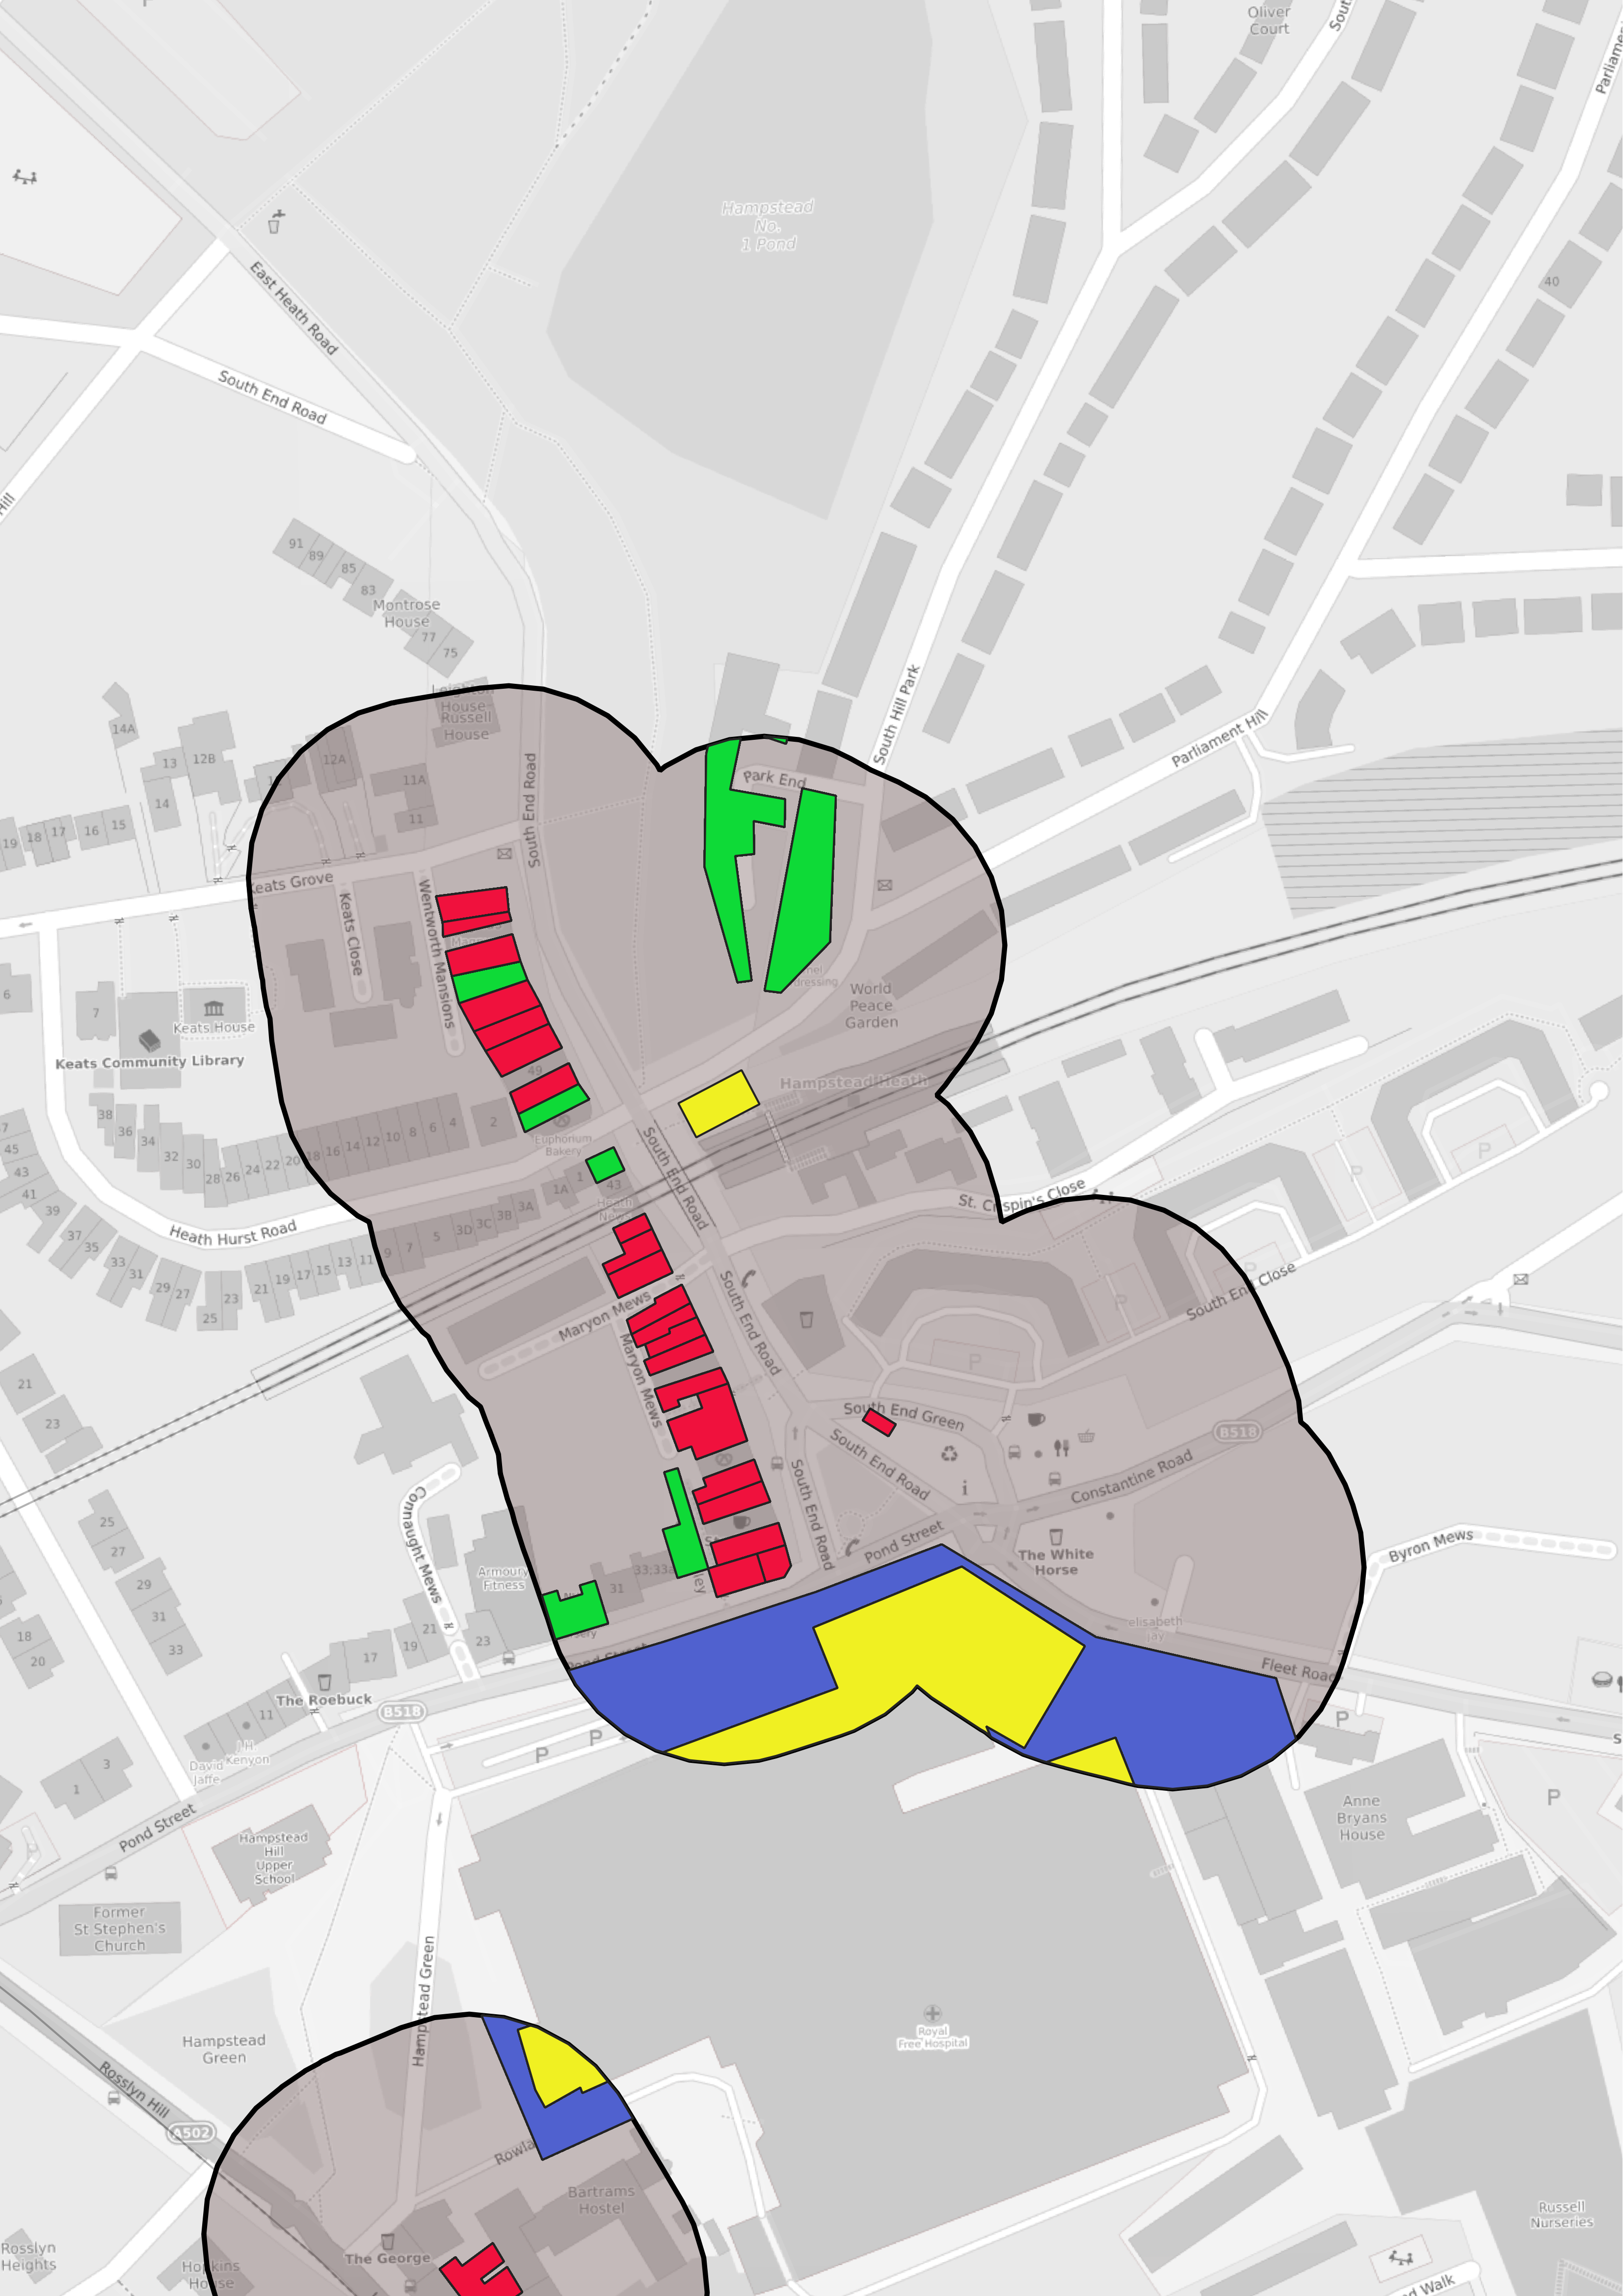 Oliver
Court
Hampstead
No.
1 Pond
40
East Heath Road
South End Road
Hill
91
89
85
83
Montrose
House
77
75
South Hill Park
Parliament Hill
Russell
House
14A
13
12B
12A
14
11A
11
19
18
17
16
15
Park End
South End Road
Keats Grove
Keats Close
Wentworth Mansions
World
Peace
Garden
6
7
Keats House
Keats Community Library
Hampstead Heath
49
Euphorium
Bakery
38
36
34
32
30
28
26
24
22
20
18
16
14
12
10
8
6
4
2
45
43
41
39
37
35
33
31
29
27
25
23
21
19
17
15
13
11
9
7
5
3D
3C
3B
3A
1A
1
43
Heath Hurst Road
South End Road
St. Crispin's Close
P
P
P
P
South End Close
Maryon Mews
Maryon Mews
South End Road
P
21
23
South End Green
South End Road
B518
Constantine Road
South End Road
Pond Street
The White
Horse
Byron Mews
Connaught Mews
25
27
29
31
33
18
20
Armoury
Fitness
31
33;33a
elisabeth
jay
Fleet Road
21
19
17
23
The Roebuck
11
B518
J.H.
Kenyon
David
Jaffe
3
1
P
P
P
P
Pond Street
Hampstead
Hill
Upper
School
Anne
Bryans
House
Former
St Stephen's
Church
Hampstead Green
Hampstead
Green
Rosslyn Hill
A502
Royal
Free Hospital
Bartrams
Hostel
The George
Rosslyn
Heights
Hopkins
House
Russell
Nurseries